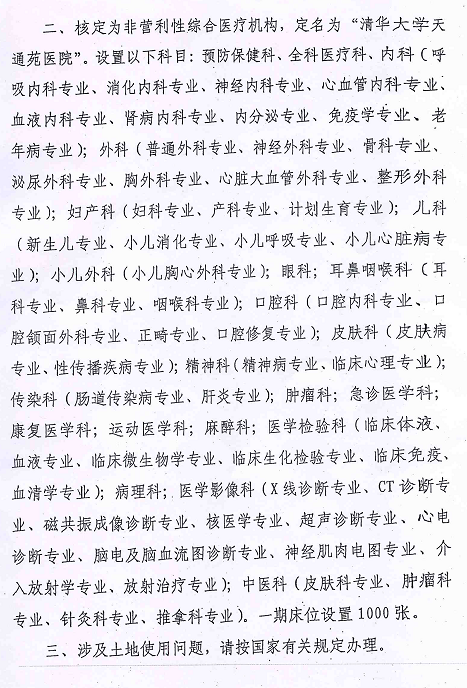 二、核定为非营利性综合医疗机构，定名为“清华大学天
通苑医院”。设置以下科目：预防保健科、全科医疗科、内科（呼
吸内科专业、消化内科专业、神经内科专业、心血管内科专业、
血液内科专业、肾病内科专业、内分泌专业、免疫学专业、老
年病专业）；外科（普通外科专业、神经外科专业、骨科专业、
泌尿外科专业、胸外科专业、心脏大血管外科专业、整形外科
专业）；妇产科（妇科专业、产科专业、计划生育专业）；儿科
（新生儿专业、小儿消化专业、小儿呼吸专业、小儿心脏病专
业）；小儿外科（小儿胸心外科专业）；眼科；耳鼻咽喉科（耳
科专业、鼻科专业、咽喉科专业）；口腔科（口腔内科专业、口
腔颌面外科专业、正畸专业、口腔修复专业）；皮肤科（皮肤病
专业、性传播疾病专业）；精神科（精神病专业、临床心理专业）；
传染科（肠道传染病专业、肝炎专业）；肿瘤科；急诊医学科；
康复医学科；运动医学科；麻醉科；医学检验科（临床体液、
血液专业、临床微生物学专业、临床生化检验专业、临床免疫、
血清学专业）；病理科；医学影像科（X线诊断专业、CT诊断专
业、磁共振成像诊断专业、核医学专业、超声诊断专业、心电
诊断专业、脑电及脑血流图诊断专业、神经肌肉电图专业、介
入放射学专业、放射治疗专业）；中医科（皮肤科专业、肿瘤科
专业、针灸科专业、推拿科专业）。一期床位设置1000张。
三、涉及土地使用问题，请按国家有关规定办理。